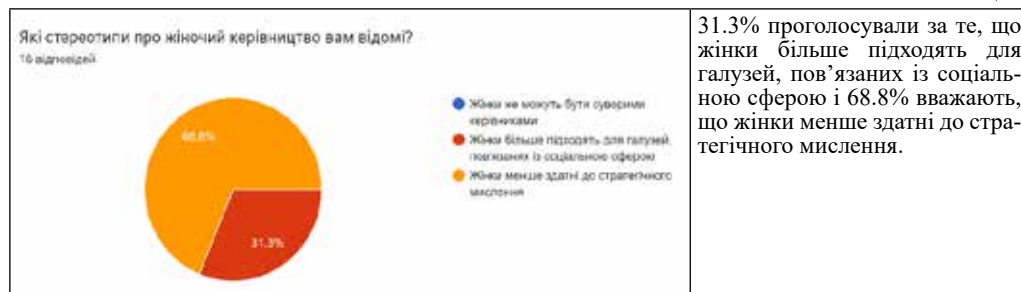 Які стереотипи про жіночий керівництво вам відомі?
16 відповідей
68.8%
31.3%
Жінки не можуть бути суворими
керівниками
Жінки більше підходять для галузей,
пов'язаних із соціальною сферою
Жінки менше здатні до стратегічного
мислення
31.3% проголосували за те, що
жінки більше підходять для
галузей, пов’язаних із соціаль-
ною сферою і 68.8% вважають,
що жінки менше здатні до стра-
тегічного мислення.